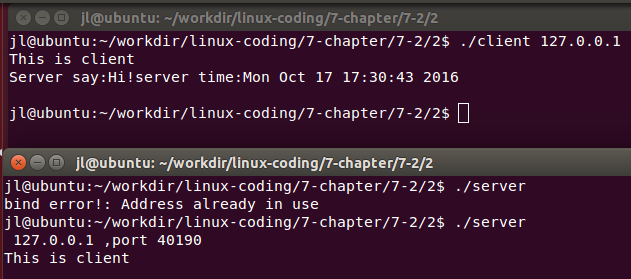 jl@ubuntu: ~/workdir/linux-coding/7-chapter/7-2/2
jl@ubuntu:~/workdir/linux-coding/7-chapter/7-2/2$ ./client 127.0.0.1
This is client
Server say:Hi!server time:Mon Oct 17 17:30:43 2016
jl@ubuntu:~/workdir/linux-coding/7-chapter/7-2/2$
jl@ubuntu: ~/workdir/linux-coding/7-chapter/7-2/2
jl@ubuntu:~/workdir/linux-coding/7-chapter/7-2/2$ ./server
bind error!: Address already in use
jl@ubuntu:~/workdir/linux-coding/7-chapter/7-2/2$ ./server
 127.0.0.1 ,port 40190
This is client